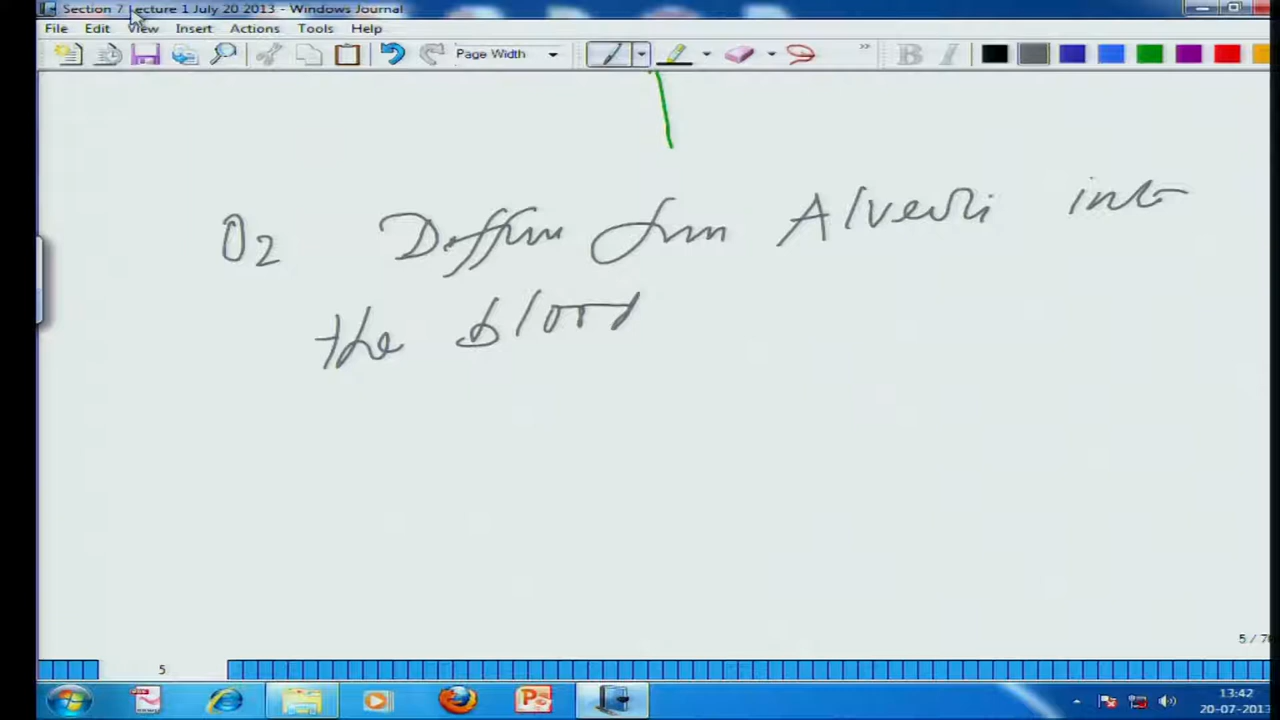 Section 7 Lecture 1 July 20 2013 - Windows Journal
File Edit View Insert Actions Tools Help
Page Width » B I
O2 Diffuse from Alveoli into
the blood
5 / 7
5
13:42
20-07-2013